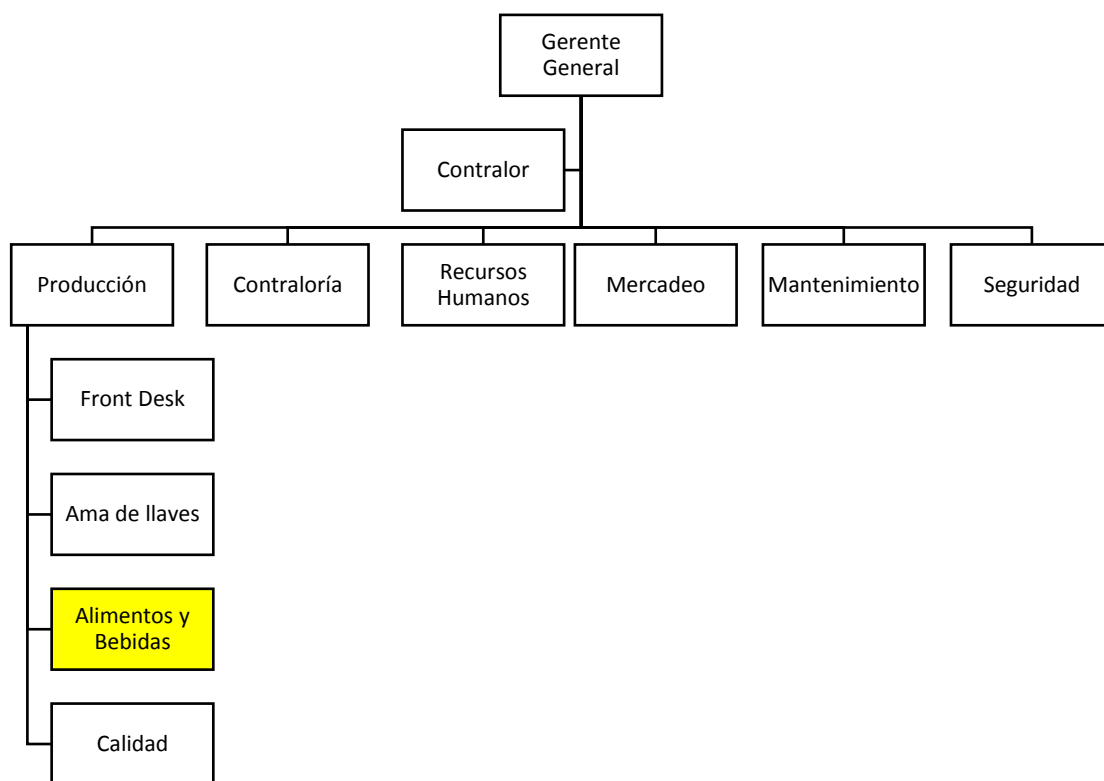 Gerente
General
Contralor
Producción
Contraloría
Recursos
Humanos
Mercadeo
Mantenimiento
Seguridad
Front Desk
Ama de llaves
Alimentos y
Bebidas
Calidad